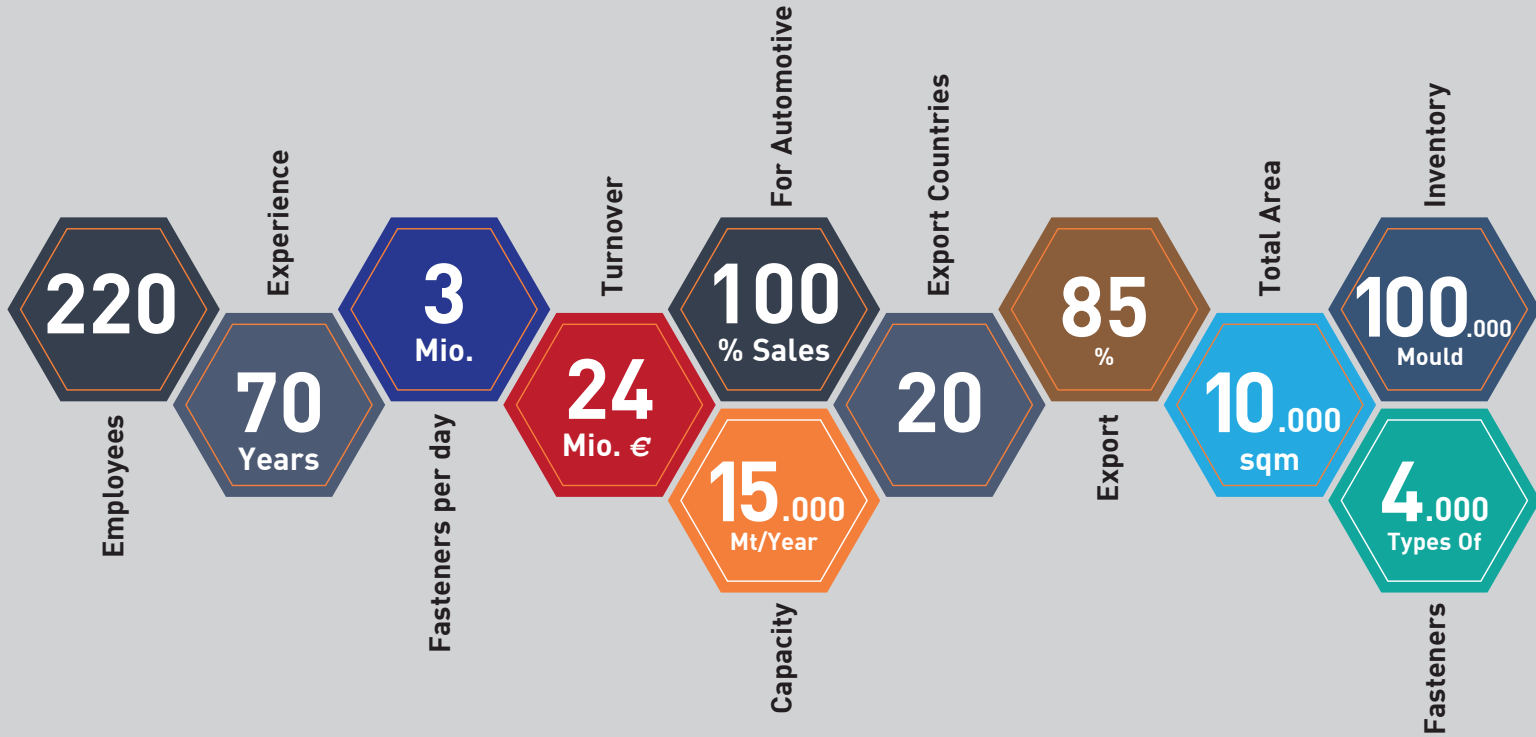 220
Employees
Experience
70
Years
3
Mio.
Fasteners per day
Turnover
24
Mio. €
For Automotive
100
% Sales
15.000
Mt/Year
Capacity
Export Countries
20
85
%
Export
Total Area
10.000
sqm
Inventory
100.000
Mould
4.000
Types Of
Fasteners